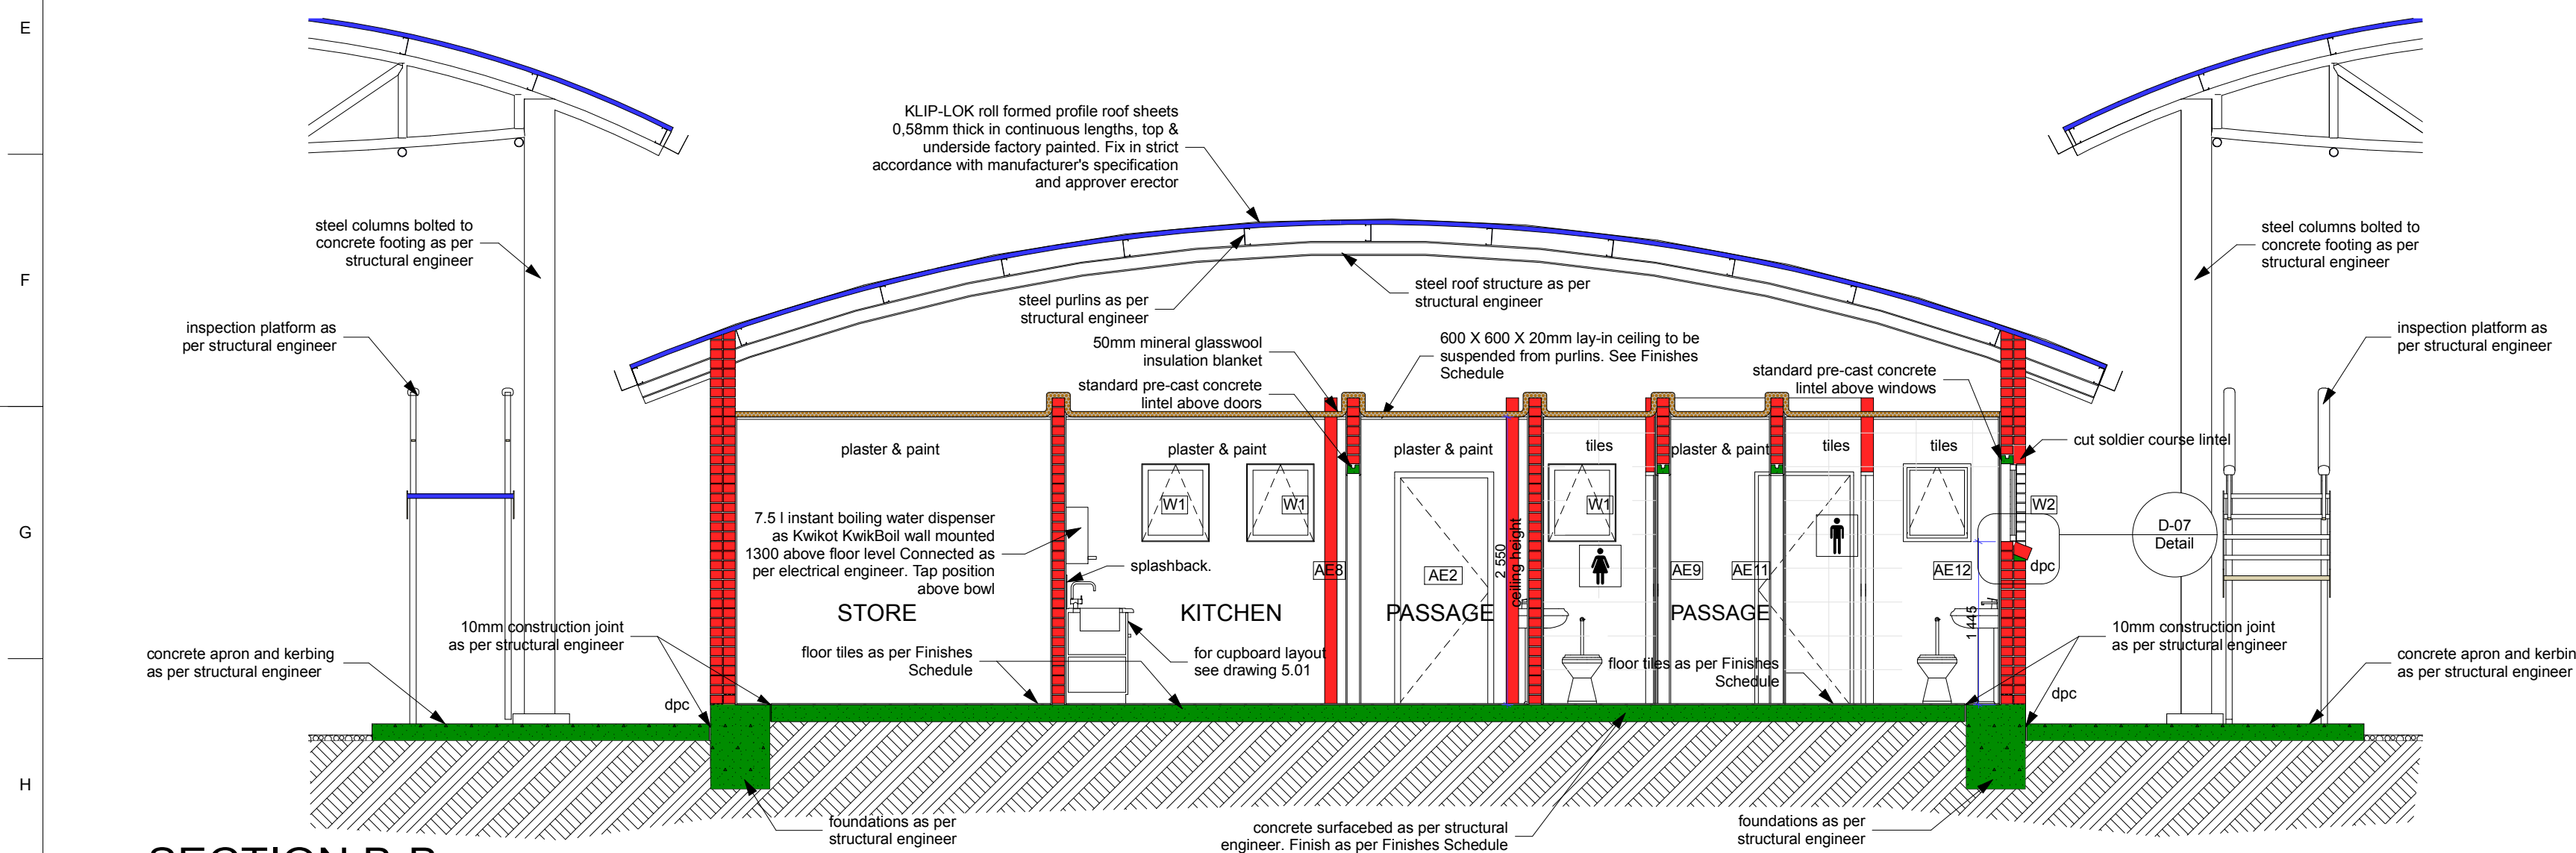 E
F
G
H
KLIP-LOK roll formed profile roof sheets
0,58mm thick in continuous lengths, top &
underside factory painted. Fix in strict
accordance with manufacturer's specification
and approver erector
steel columns bolted to
concrete footing as per
structural engineer
steel columns bolted to
concrete footing as per
structural engineer
steel purlins as per
structural engineer
steel roof structure as per
structural engineer
inspection platform as
per structural engineer
50mm mineral glasswool
insulation blanket
600 X 600 X 20mm lay-in ceiling to be
suspended from purlins. See Finishes
Schedule
inspection platform as
per structural engineer
standard pre-cast concrete
lintel above doors
standard pre-cast concrete
lintel above windows
cut soldier course lintel
plaster & paint
plaster & paint
plaster & paint
tiles
plaster & paint
tiles
tiles
W1
W1
W1
W2
7.5 l instant boiling water dispenser
as Kwikot KwikBoil wall mounted
1300 above floor level Connected as
per electrical engineer. Tap position
above bowl
splashback.
AE8
AE2
2 550
ceiling height
AE9
AE11
AE12
dpc
D-07
Detail
STORE
KITCHEN
PASSAGE
PASSAGE
1 445
10mm construction joint
as per structural engineer
10mm construction joint
as per structural engineer
concrete apron and kerbing
as per structural engineer
floor tiles as per Finishes
Schedule
for cupboard layout
see drawing 5.01
floor tiles as per Finishes
Schedule
concrete apron and kerbin
as per structural engineer
dpc
dpc
foundations as per
structural engineer
concrete surfacebed as per structural
engineer. Finish as per Finishes Schedule
foundations as per
structural engineer
SECTION B-B